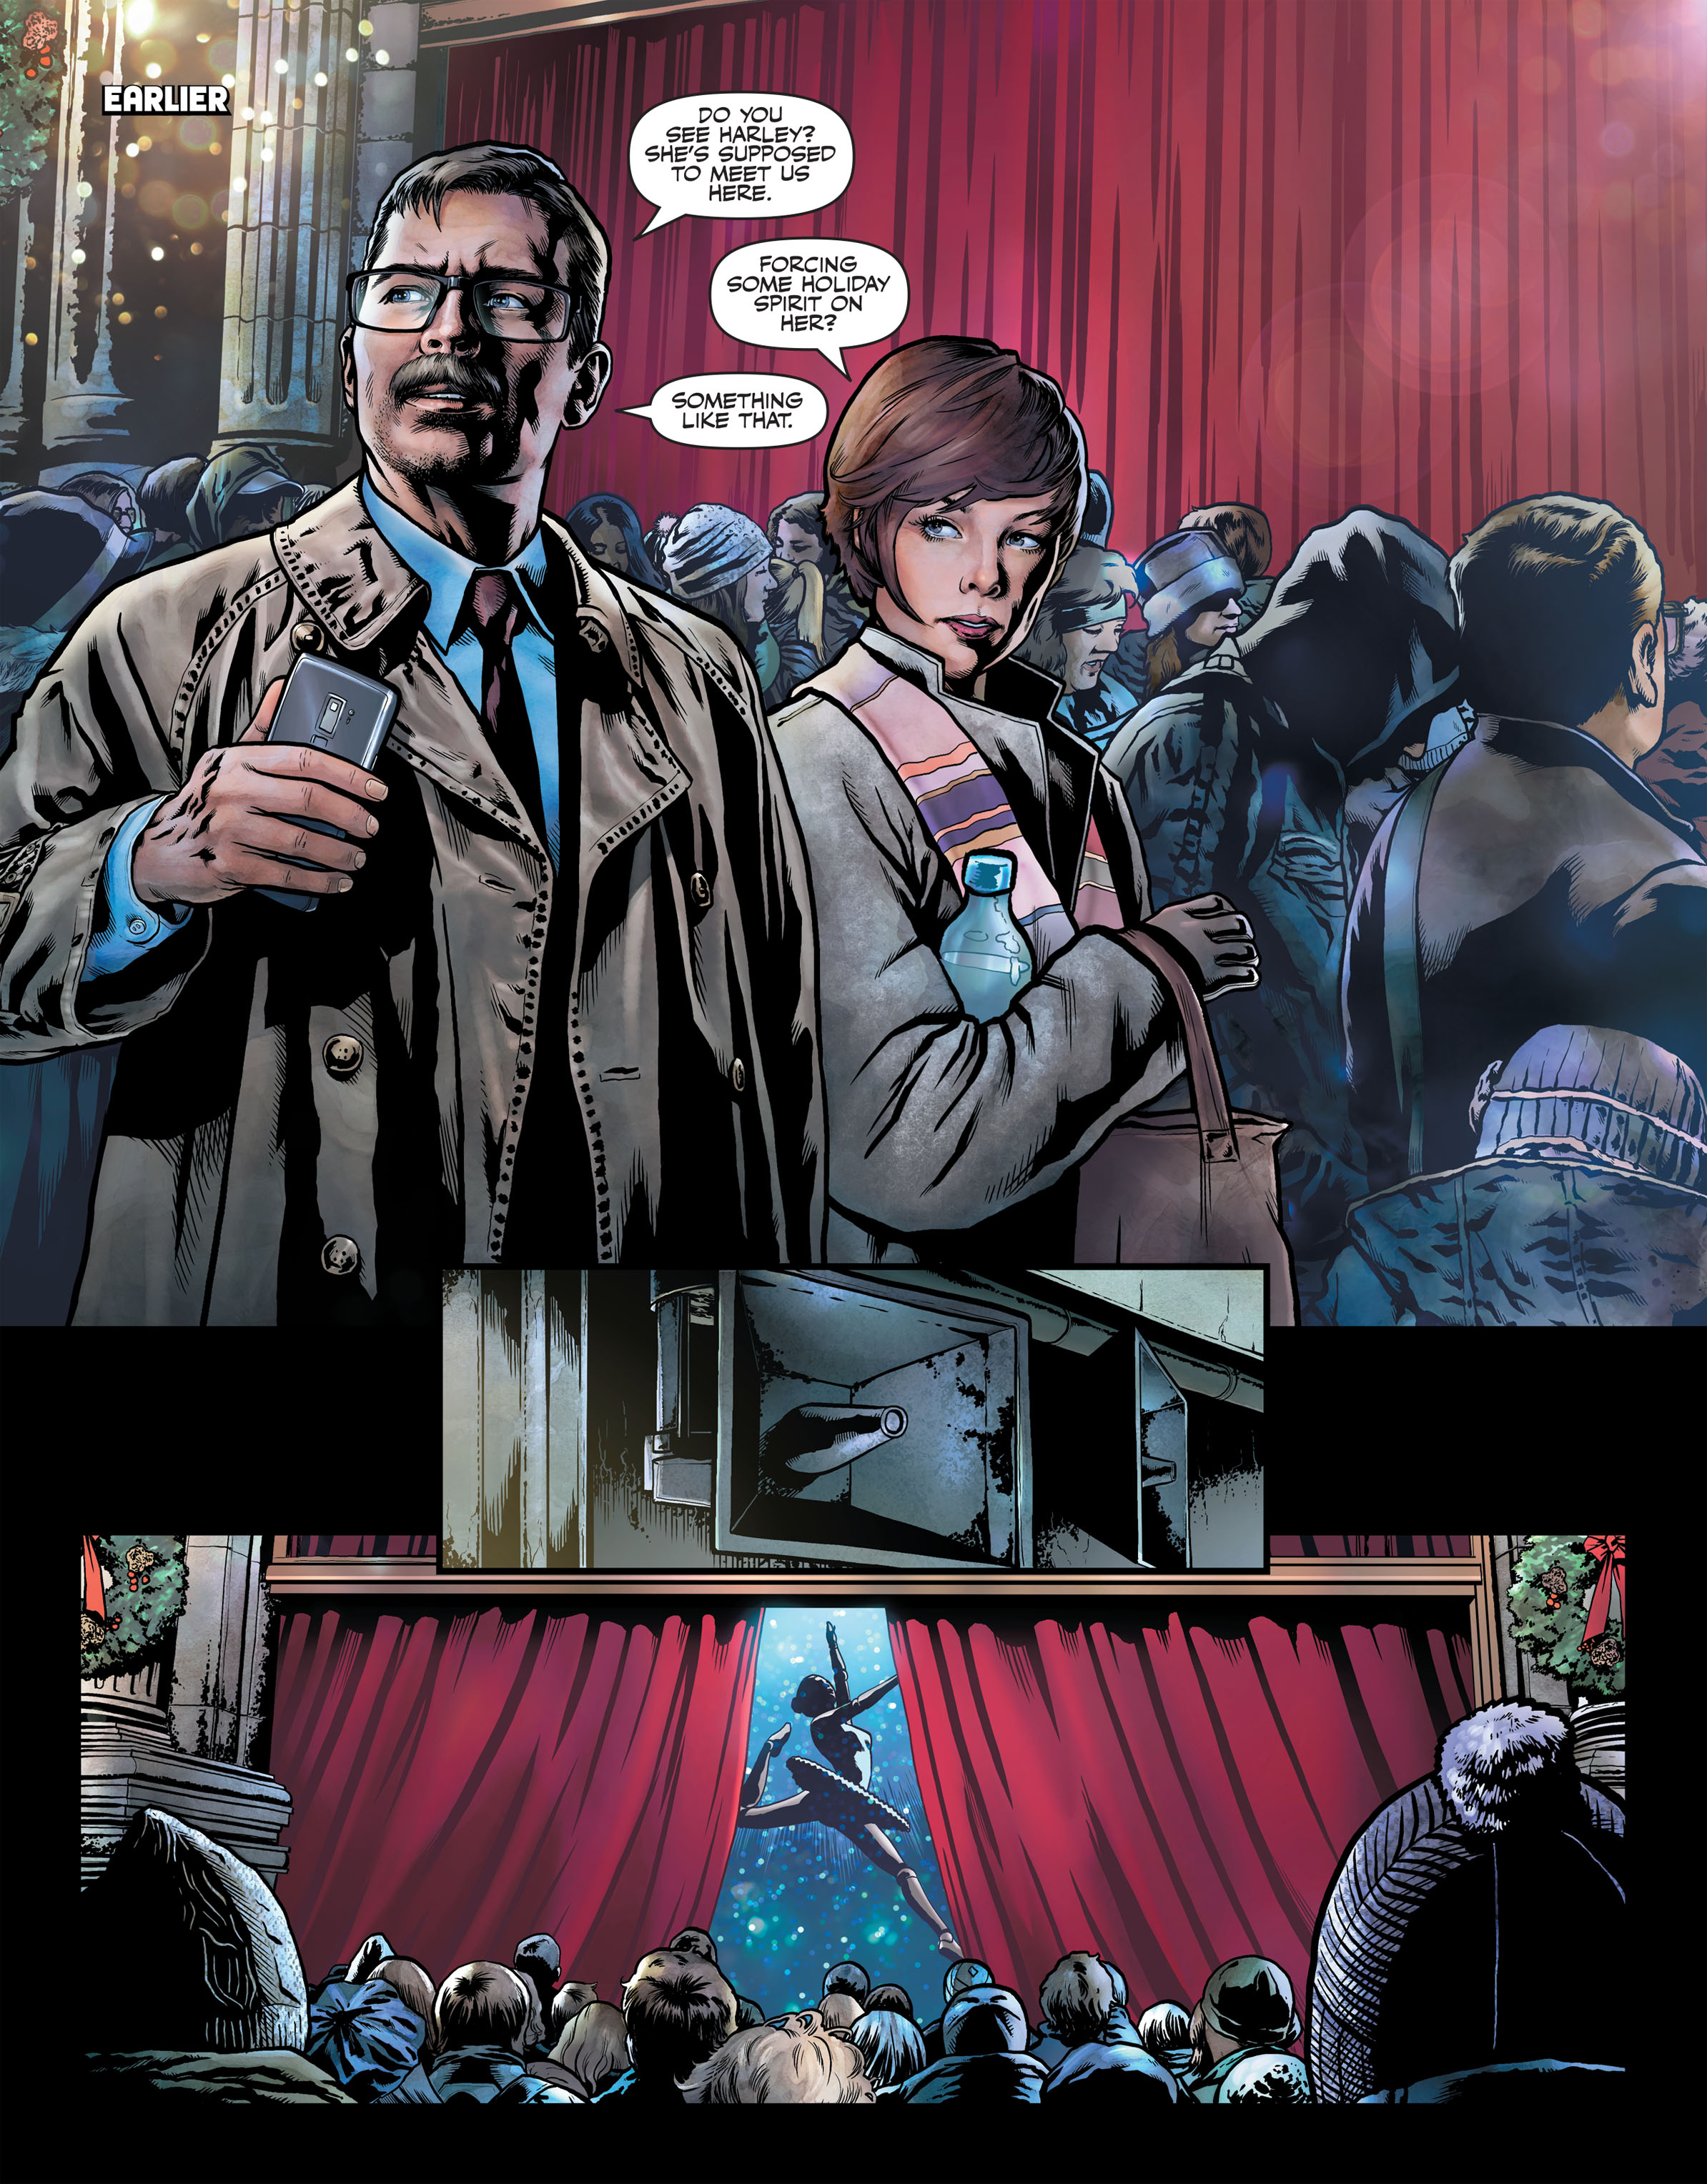 EARLIER
DO YOU
SEE HARLEY?
SHE'S SUPPOSED
TO MEET US
HERE.
FORCING
SOME HOLIDAY
SPIRIT ON
HER?
SOMETHING
LIKE THAT.